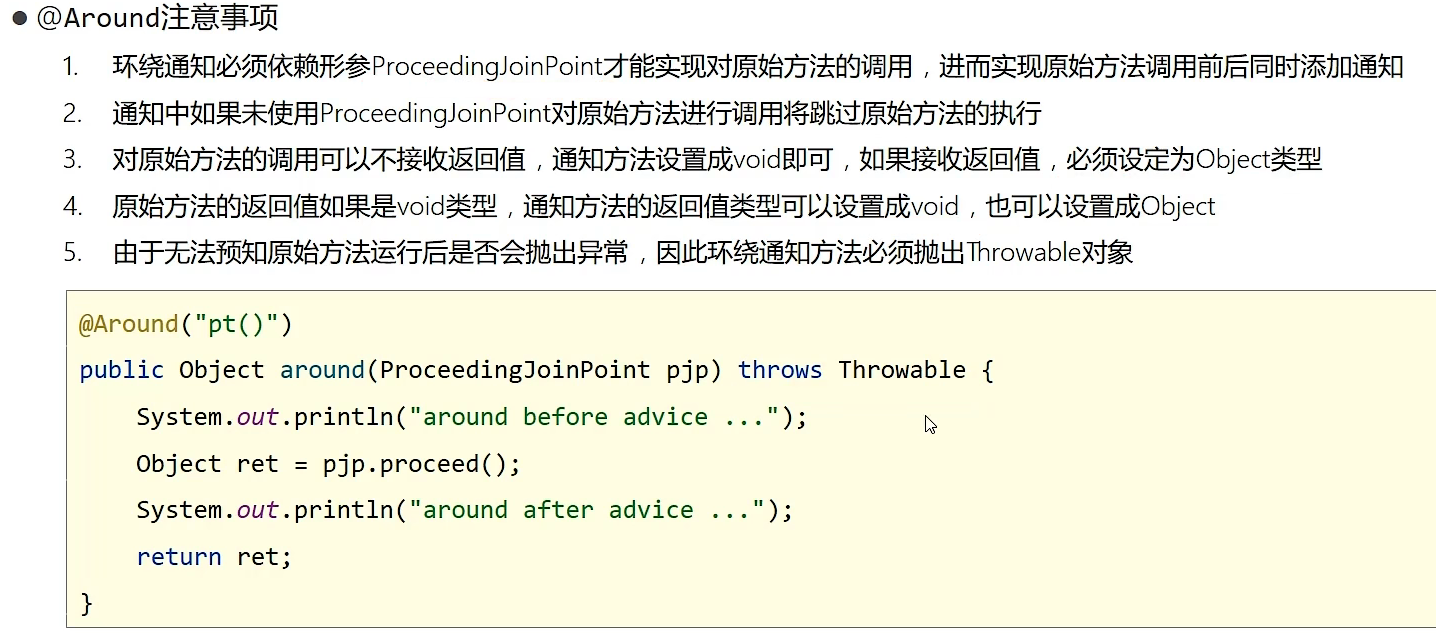 ● @Around注意事项
1. 环绕通知必须依赖形参ProceedingJoinPoint才能实现对原始方法的调用，进而实现原始方法调用前后同时添加通知
2. 通知中如果未使用ProceedingJoinPoint对原始方法进行调用将跳过原始方法的执行
3. 对原始方法的调用可以不接收返回值，通知方法设置成void即可，如果接收返回值，必须设定为Object类型
4. 原始方法的返回值如果是void类型，通知方法的返回值类型可以设置成void，也可以设置成Object
5. 由于无法预知原始方法运行后是否会抛出异常，因此环绕通知方法必须抛出Throwable对象
@Around("pt()")
public Object around(ProceedingJoinPoint pjp) throws Throwable {
    System.out.println("around before advice ...");
    Object ret = pjp.proceed();
    System.out.println("around after advice ...");
    return ret;
}